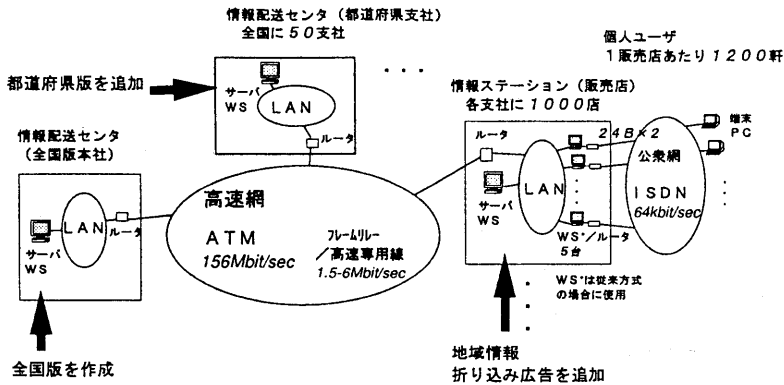 情報配送センタ（都道府県支社）
全国に５０支社
都道府県版を追加
サーバ
WS
ＬＡＮ
ルータ
・・・
個人ユーザ
１販売店あたり１２００軒
情報ステーション（販売店）
各支社に１０００店
ルータ
２４Ｂ×２
端末
ＰＣ
公衆網
ＬＡＮ
ＩＳＤＮ
64kbit/sec
サーバ
WS
WS*／ルータ
５台
WS*は従来方式
の場合に使用
情報配送センタ
（全国版本社）
ＬＡＮ
ルータ
サーバ
WS
高速網
ＡＴＭ
156Mbit/sec
ﾌﾚｰﾑﾘﾚｰ
／高速専用線
1.5-6Mbit/sec
全国版を作成
地域情報
折り込み広告を追加